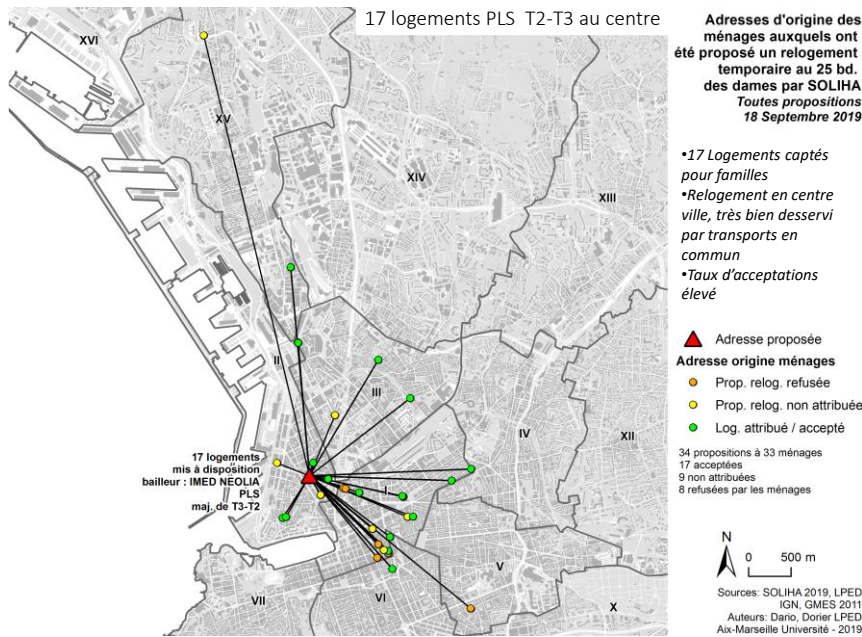 17 logements PLS  T2-T3 au centre
Adresses d'origine des
ménages auxquels ont
été proposé un relogement
temporaire au 25 bd.
des dames par SOLIHA
Toutes propositions
18 Septembre 2019
•17 Logements captés
pour familles
•Relogement en centre
ville, très bien desservi
par transports en
commun
•Taux d'acceptations
élevé
Adresse proposée
Adresse origine ménages
Prop. relog. refusée
Prop. relog. non attribuée
Log. attribué / accepté
34 propositions à 33 ménages
17 acceptées
9 non attribuées
8 refusées par les ménages
N
0 500 m
Sources: SOLIHA 2019, LPED
IGN, GMES 2011
Auteurs: Dario, Dorier LPED
Aix-Marseille Université - 2019
XVI
XV
XIV
XIII
II
III
IV
XII
17 logements
mis à disposition
bailleur : IMED NEOLIA
PLS
maj. de T3-T2
I
V
VII
VI
X